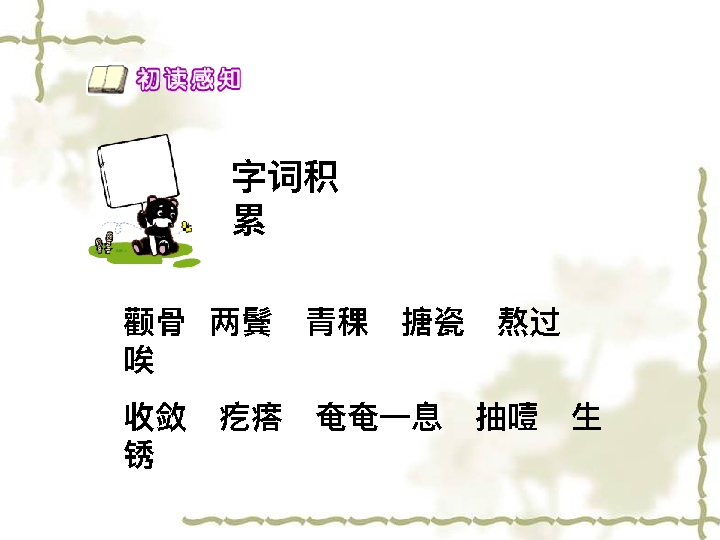 初读感知
字词积
累
颧骨 两鬓 青稞 搪瓷 熬过
唉
收敛 疙瘩 奄奄一息 抽噎 生
锈